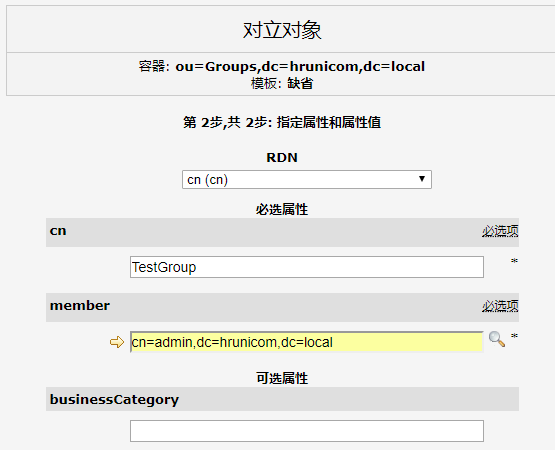 对立对象
容器: ou=Groups,dc=hrunicom,dc=local
模板: 缺省
第 2步,共 2步: 指定属性和属性值
RDN
cn (cn)
必选属性
cn 必选项
TestGroup *
member 必选项
cn=admin,dc=hrunicom,dc=local *
可选属性
businessCategory